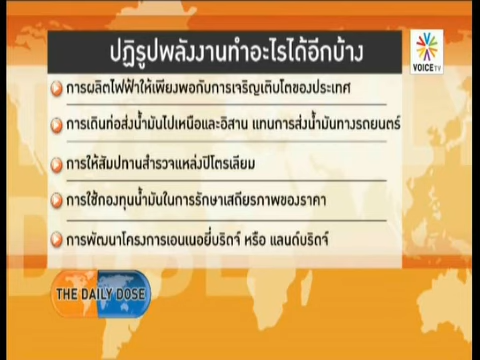 ปฏิรูปพลังงานทำอะไรได้อีกบ้าง
VOICE TV
การผลิตไฟฟ้าให้เพียงพอกับการเจริญเติบโตของประเทศ
การเดินท่อส่งน้ำมันไปเหนือและอิสาน แทนการส่งน้ำมันทางรถยนตร์
การให้สัมปทานสำรวจแหล่งปิโตรเลียม
การใช้กองทุนน้ำมันในการรักษาเสถียรภาพของราคา
การพัฒนาโครงการเอนเนอยี่บริดจ์ หรือ แลนด์บริดจ์
THE DAILY DOSE